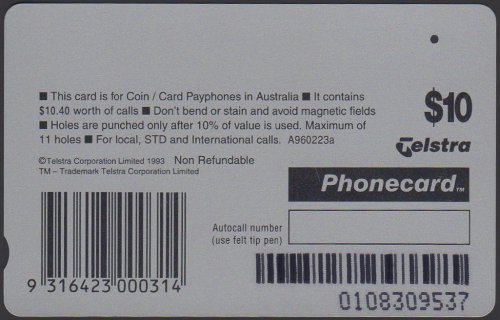 ■ This card is for Coin / Card Payphones in Australia ■ It contains
$10.40 worth of calls ■ Don't bend or stain and avoid magnetic fields
■ Holes are punched only after 10% of value is used. Maximum of
11 holes ■ For local, STD and International calls. A960223a
$10
Telstra
©Telstra Corporation Limited 1993 Non Refundable
TM – Trademark Telstra Corporation Limited
Phonecard™
Autocall number
(use felt tip pen)
9 316423 000314
0108309537